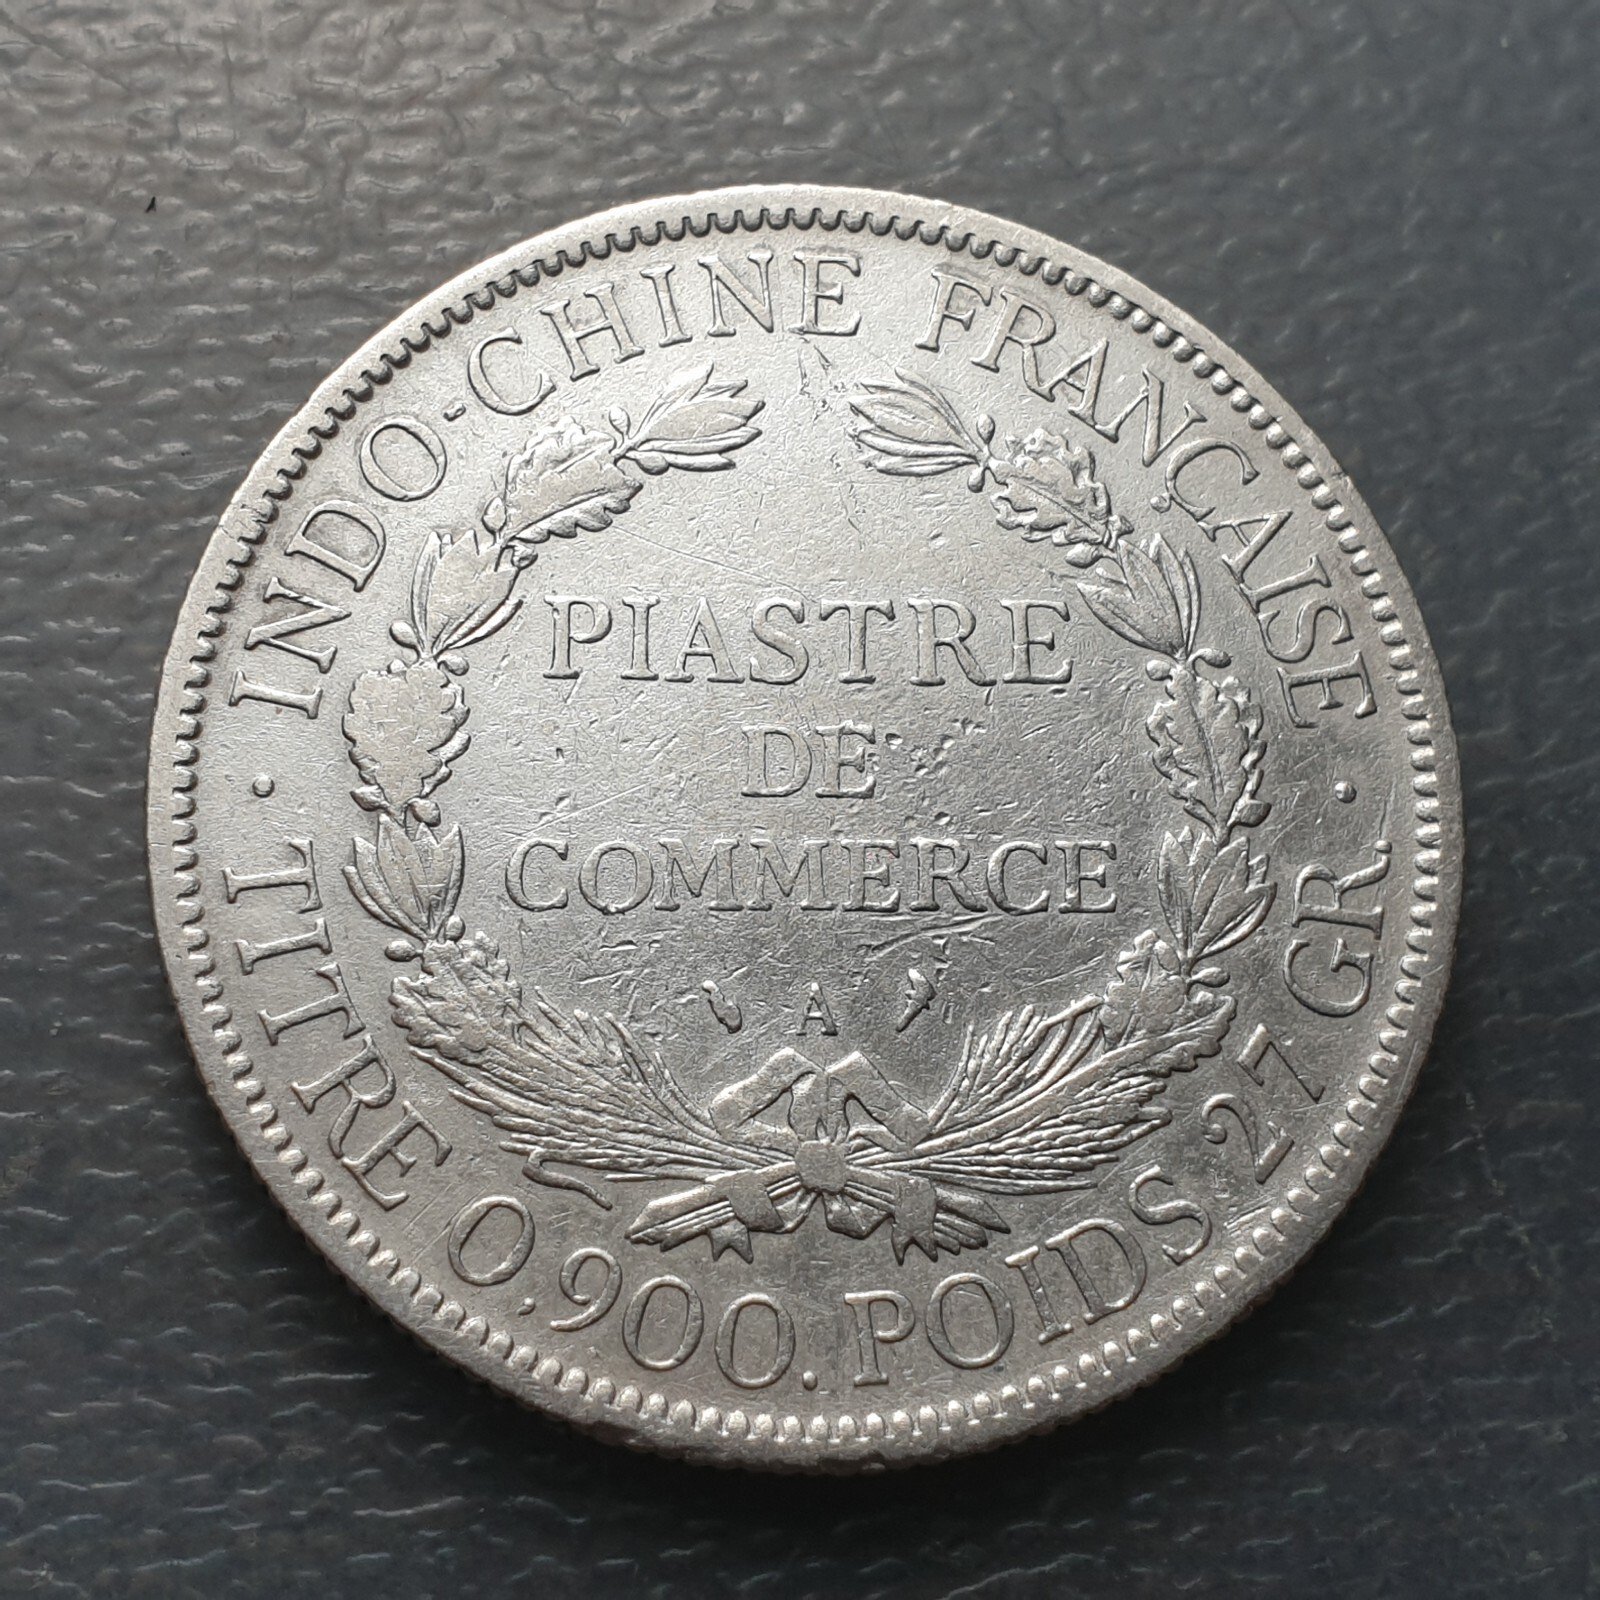 INDO-CHINE FRANÇAISE
PIASTRE
DE
COMMERCE
A
· TITRE 0,900. POIDS 27 GR. ·